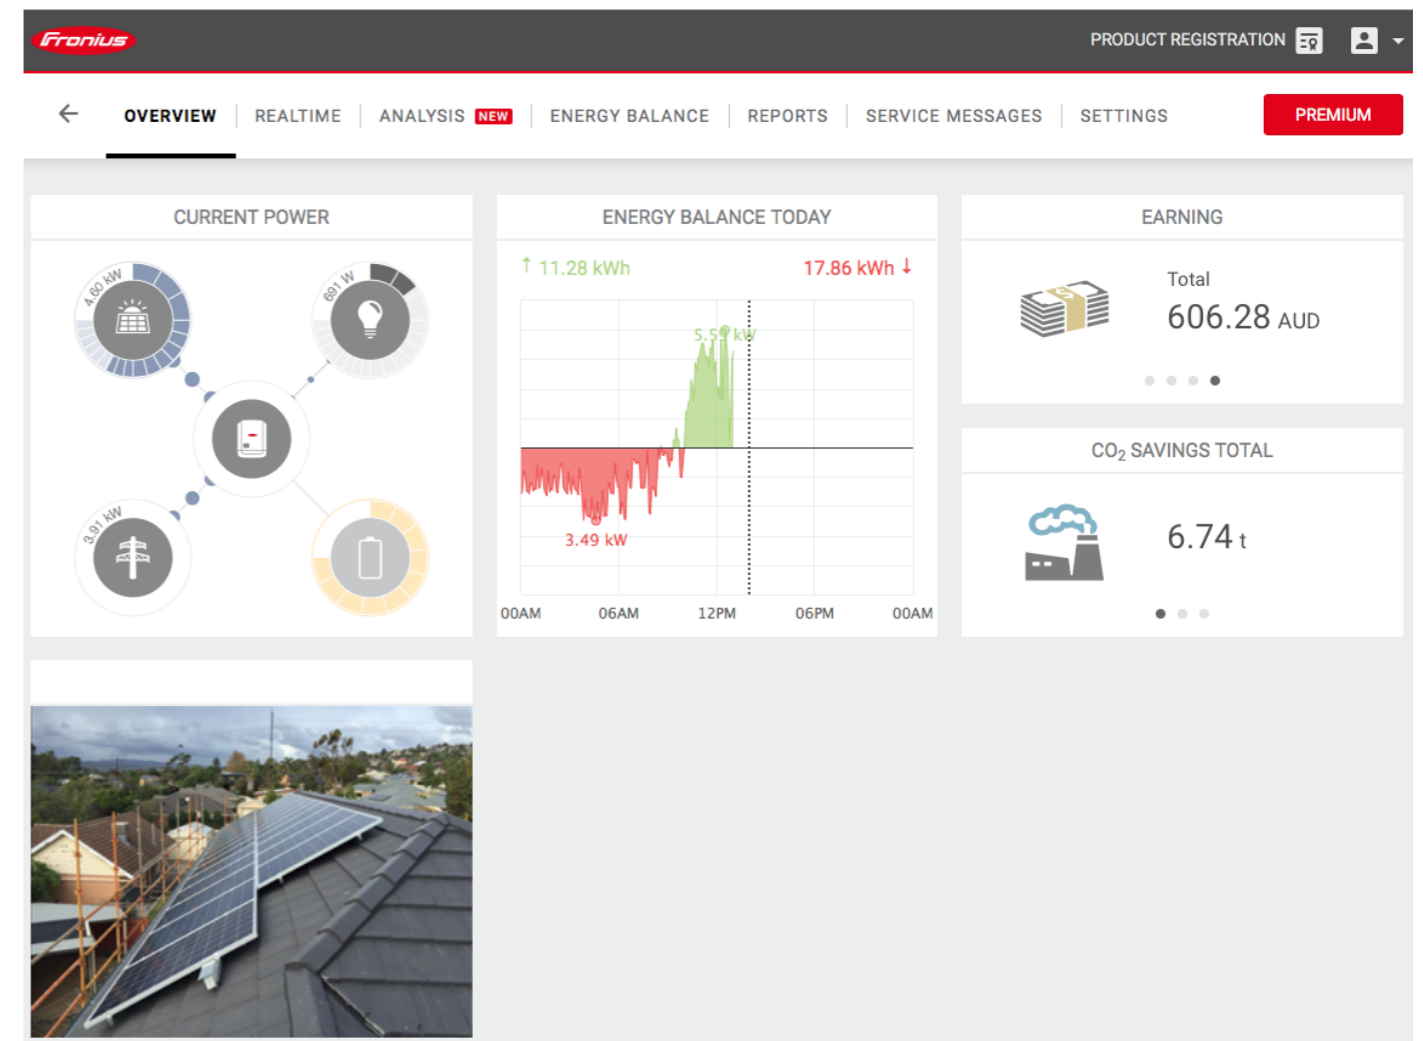 Fronius
PRODUCT REGISTRATION
OVERVIEW REALTIME ANALYSIS NEW ENERGY BALANCE REPORTS SERVICE MESSAGES SETTINGS PREMIUM
CURRENT POWER
4.60 kW
691 W
3.91 kW
ENERGY BALANCE TODAY
↑ 11.28 kWh 17.86 kWh ↓
5.59 kW
3.49 kW
00AM 06AM 12PM 06PM 00AM
EARNING
Total
606.28 AUD
CO₂ SAVINGS TOTAL
6.74 t